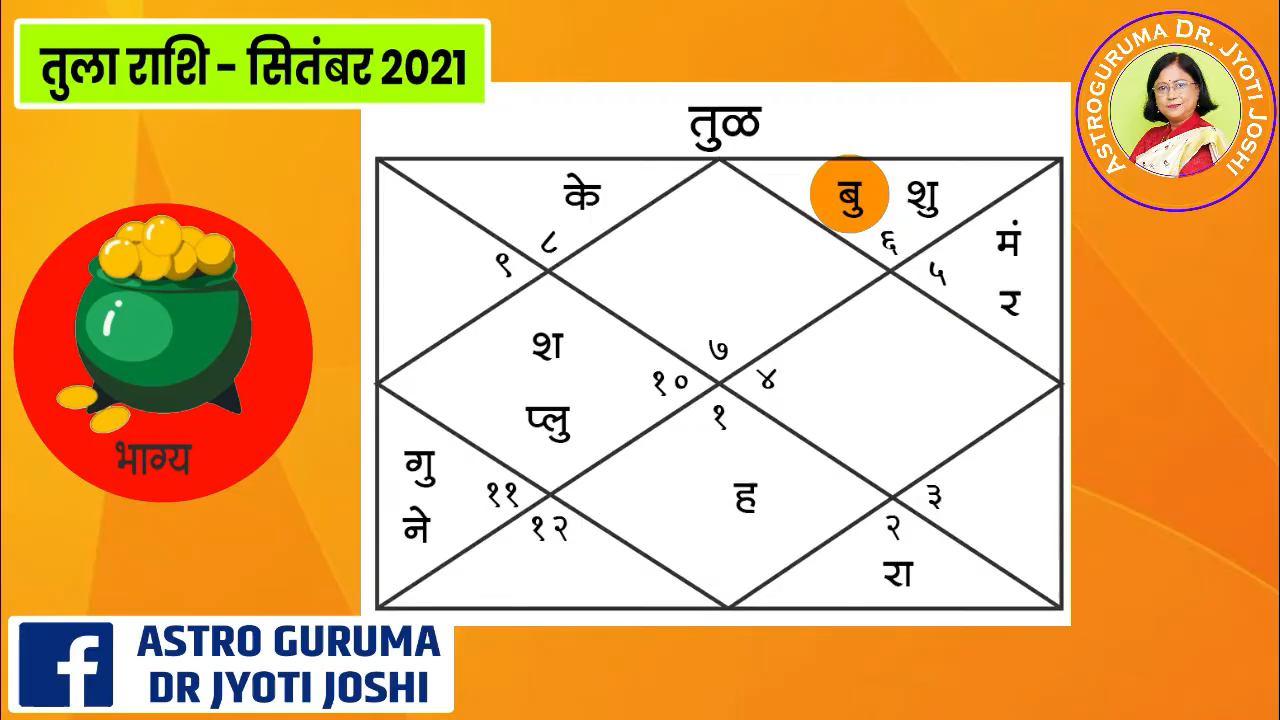 तुला राशि - सितंबर 2021
ASTROGURUMA DR. JYOTI JOSHI
तुळ
के
बु शु
८
९
६
५
मं
र
श
प्लु
७
१०
४
१
भाग्य
गु
ने
११
१२
ह
३
२
रा
ASTRO GURUMA
DR JYOTI JOSHI